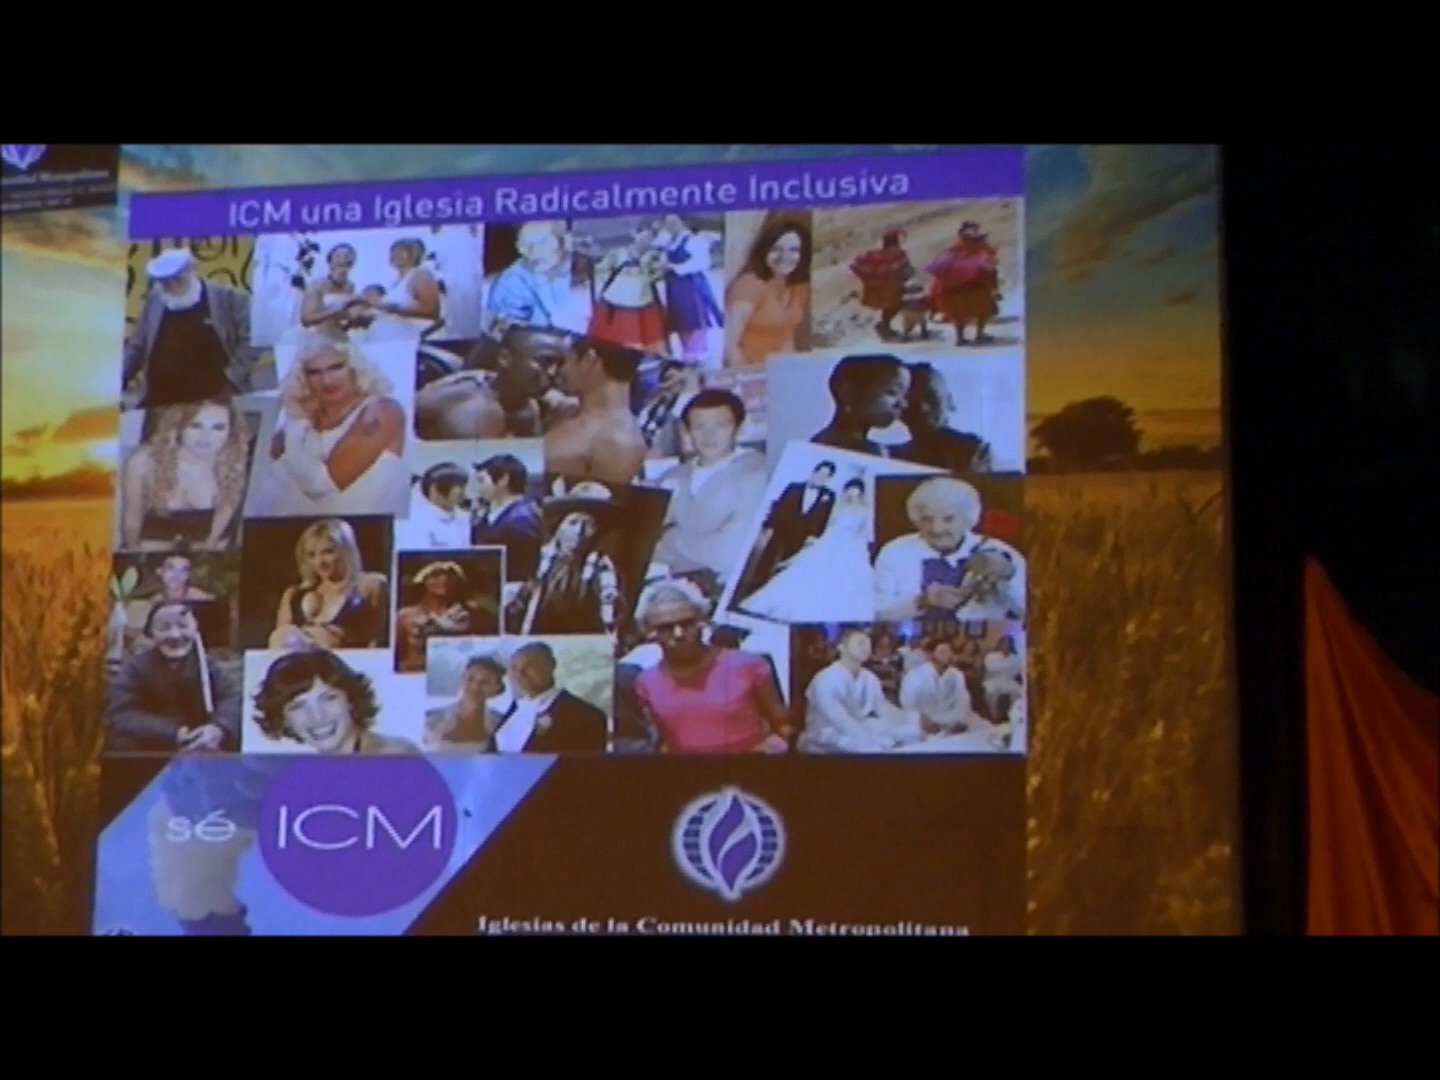 ICM una Iglesia Radicalmente Inclusiva
sé ICM
Iglesias de la Comunidad Metropolitana